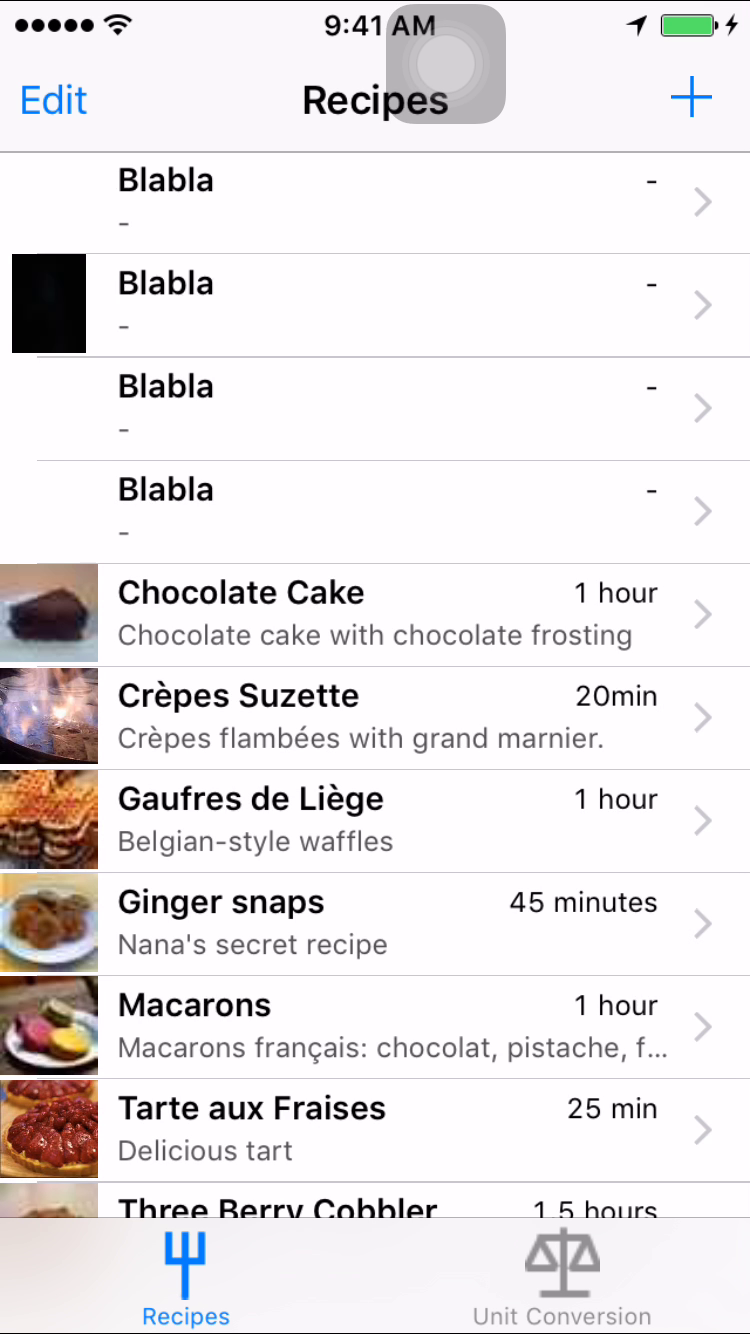 9:41 AM
Edit Recipes
Blabla -
-
Blabla -
-
Blabla -
-
Blabla -
-
Chocolate Cake 1 hour
Chocolate cake with chocolate frosting
Crèpes Suzette 20min
Crèpes flambées with grand marnier.
Gaufres de Liège 1 hour
Belgian-style waffles
Ginger snaps 45 minutes
Nana's secret recipe
Macarons 1 hour
Macarons français: chocolat, pistache, f...
Tarte aux Fraises 25 min
Delicious tart
Three Berry Cobbler 1.5 hours
Recipes Unit Conversion